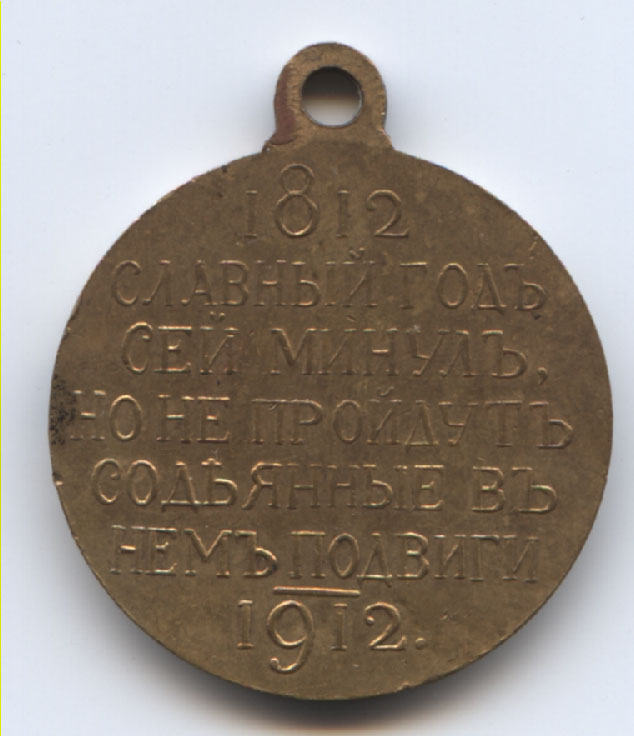 1812
СЛАВНЫЙ ГОДЪ
СЕЙ МИНУЛЪ,
НО НЕ ПРОЙДУТЪ
СОДѢЯННЫЕ ВЪ
НЕМЪ ПОДВИГИ
1912.